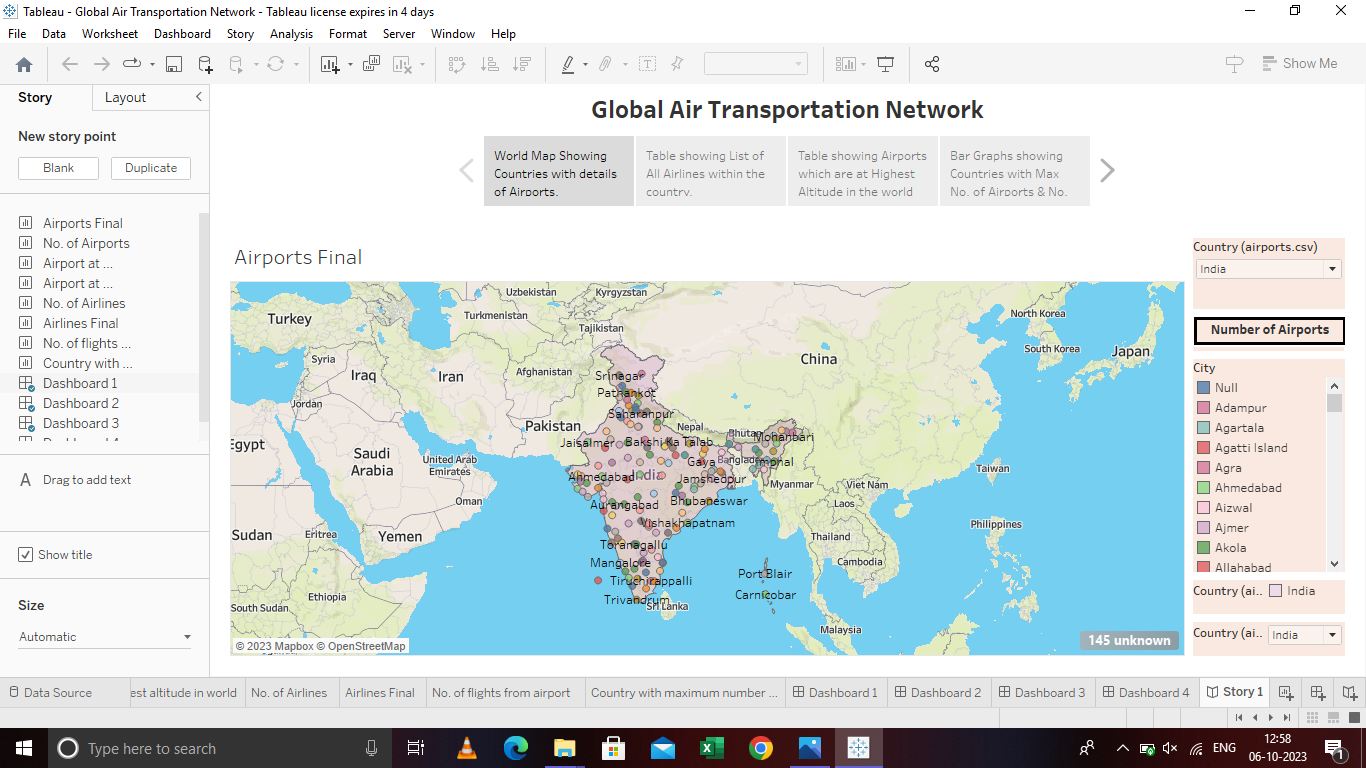 Tableau - Global Air Transportation Network - Tableau license expires in 4 days
File Data Worksheet Dashboard Story Analysis Format Server Window Help
Show Me
Story Layout
New story point
Blank Duplicate
Airports Final
No. of Airports
Airport at ...
Airport at ...
No. of Airlines
Airlines Final
No. of flights ...
Country with ...
Dashboard 1
Dashboard 2
Dashboard 3
A Drag to add text
Show title
Size
Automatic
Global Air Transportation Network
World Map Showing
Countries with details
of Airports.
Table showing List of
All Airlines within the
country.
Table showing Airports
which are at Highest
Altitude in the world
Bar Graphs showing
Countries with Max
No. of Airports & No.
Airports Final
Uzbekistan
Kyrgyzstan
Turkey
Turkmenistan
Tajikistan
North Korea
South Korea
Japan
Syria
Iraq
Iran
Afghanistan
China
Srinagar
Pathankot
Jordan
Saharanpur
Pakistan
Nepal
Bhutan
Mohanbari
Egypt
Jaisalmer
Bakshi Ka Talab
Saudi
Arabia
United Arab
Emirates
Gaya
Bangladesh
Imphal
Taiwan
Ahmedabad
India
Jamshedpur
Myanmar
Viet Nam
Oman
Aurangabad
Bhubaneswar
Laos
Sudan
Eritrea
Yemen
Vishakhapatnam
Philippines
Toranagallu
Thailand
Mangalore
Cambodia
Port Blair
Tiruchirappalli
Carnicobar
Ethiopia
Trivandrum
Sri Lanka
South Sudan
Malaysia
© 2023 Mapbox © OpenStreetMap
145 unknown
Country (airports.csv)
India
Number of Airports
City
Null
Adampur
Agartala
Agatti Island
Agra
Ahmedabad
Aizwal
Ajmer
Akola
Allahabad
Country (ai.. India
Country (ai.. India
Data Source est altitude in world No. of Airlines Airlines Final No. of flights from airport Country with maximum number ... Dashboard 1 Dashboard 2 Dashboard 3 Dashboard 4 Story 1
Type here to search
ENG
12:58
06-10-2023
1